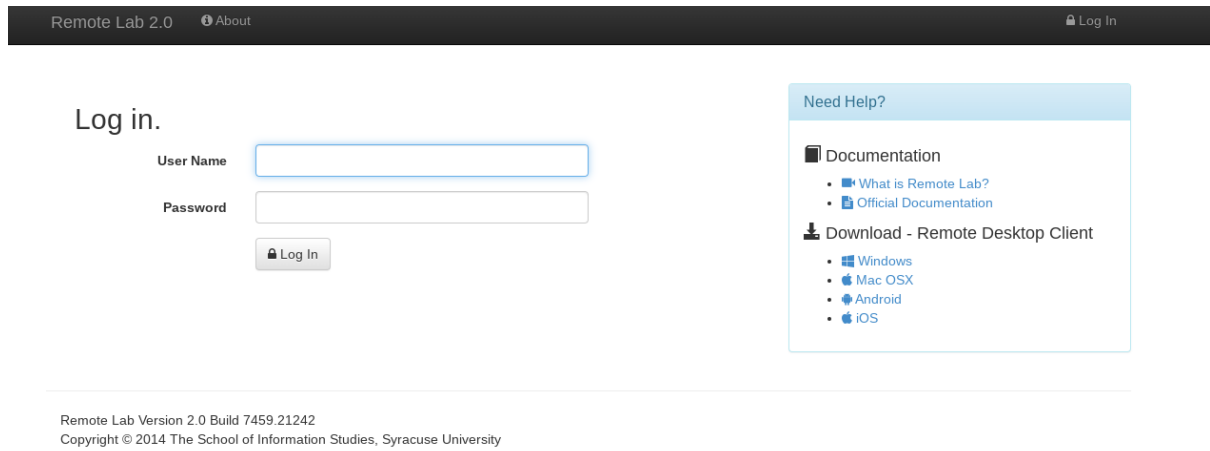 Remote Lab 2.0 About Log In
Log in.
User Name
Password
Log In
Need Help?
Documentation
What is Remote Lab?
Official Documentation
Download - Remote Desktop Client
Windows
Mac OSX
Android
iOS
Remote Lab Version 2.0 Build 7459.21242
Copyright © 2014 The School of Information Studies, Syracuse University